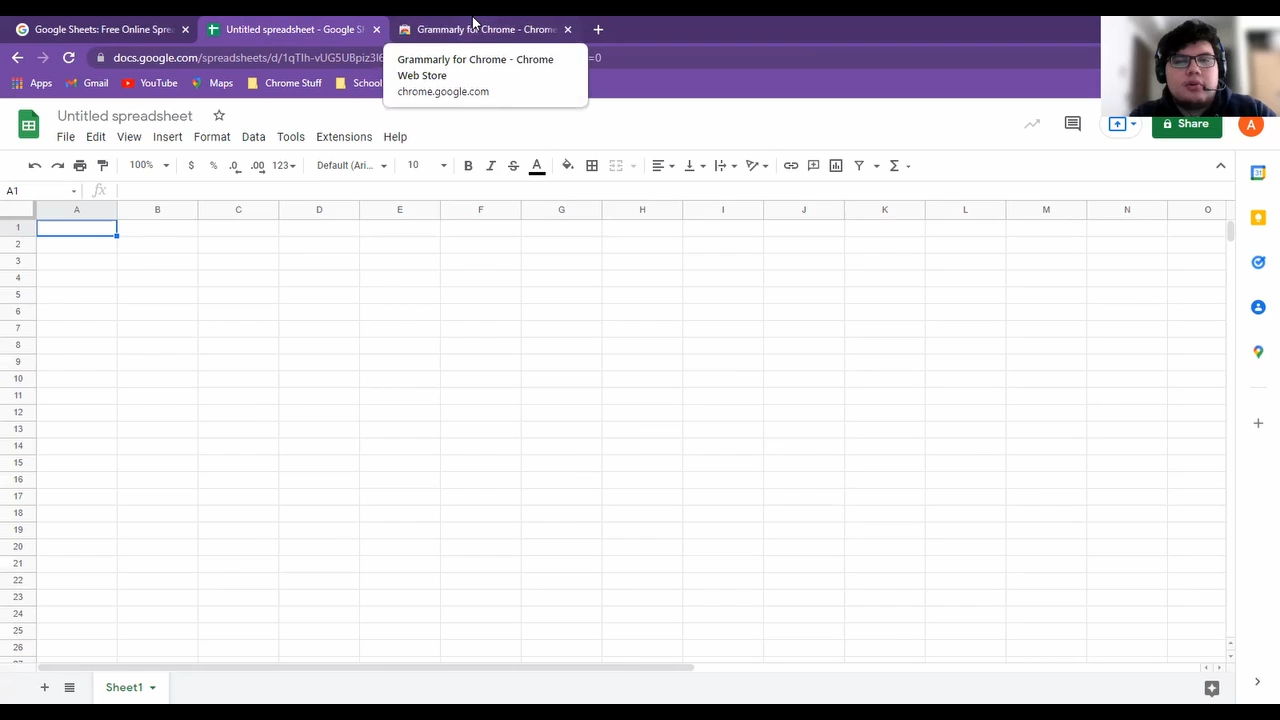 Google Sheets: Free Online Spre
Untitled spreadsheet - Google S
Grammarly for Chrome - Chrome
docs.google.com/spreadsheets/d/1qTlh-vUG5UBpiz3l6
=0
Grammarly for Chrome - Chrome
Web Store
chrome.google.com
Apps
Gmail
YouTube
Maps
Chrome Stuff
School
Untitled spreadsheet
Share
A
File
Edit
View
Insert
Format
Data
Tools
Extensions
Help
100%
$
%
.0
.00
123
Default (Ari...
10
B
I
S
A
Σ
31
A1
fx
A B C D E F G H I J K L M N O
1
2
3
4
5
6
7
8
9
10
11
12
13
14
15
16
17
18
19
20
21
22
23
24
25
26
27
Sheet1